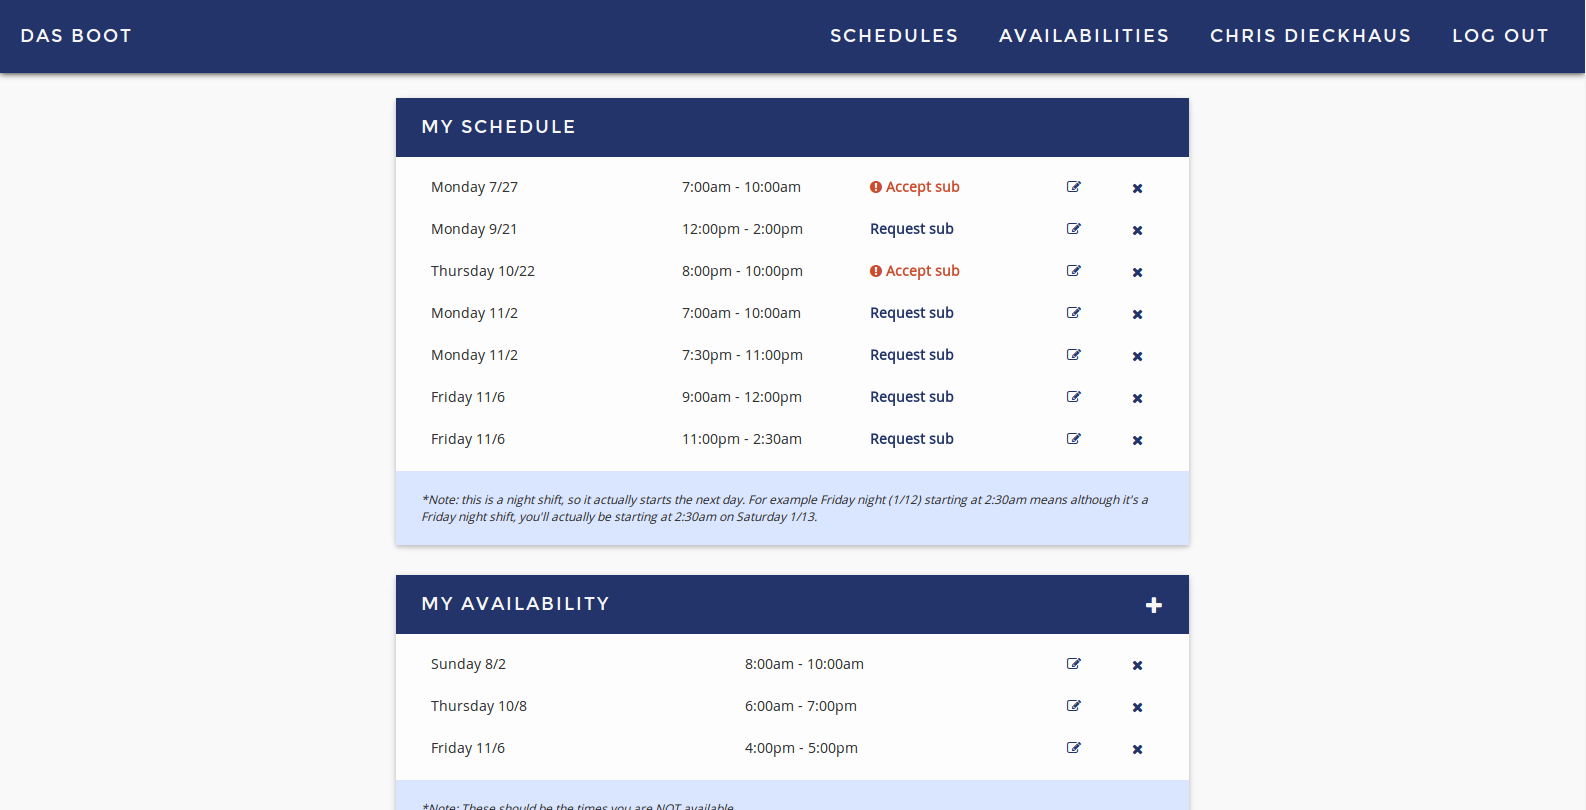 DAS BOOT SCHEDULES AVAILABILITIES CHRIS DIECKHAUS LOG OUT
MY SCHEDULE
Monday 7/27 7:00am - 10:00am Accept sub
Monday 9/21 12:00pm - 2:00pm Request sub
Thursday 10/22 8:00pm - 10:00pm Accept sub
Monday 11/2 7:00am - 10:00am Request sub
Monday 11/2 7:30pm - 11:00pm Request sub
Friday 11/6 9:00am - 12:00pm Request sub
Friday 11/6 11:00pm - 2:30am Request sub
*Note: this is a night shift, so it actually starts the next day. For example Friday night (1/12) starting at 2:30am means although it's a
Friday night shift, you'll actually be starting at 2:30am on Saturday 1/13.
MY AVAILABILITY
Sunday 8/2 8:00am - 10:00am
Thursday 10/8 6:00am - 7:00pm
Friday 11/6 4:00pm - 5:00pm
*Note: These should be the times you are NOT available